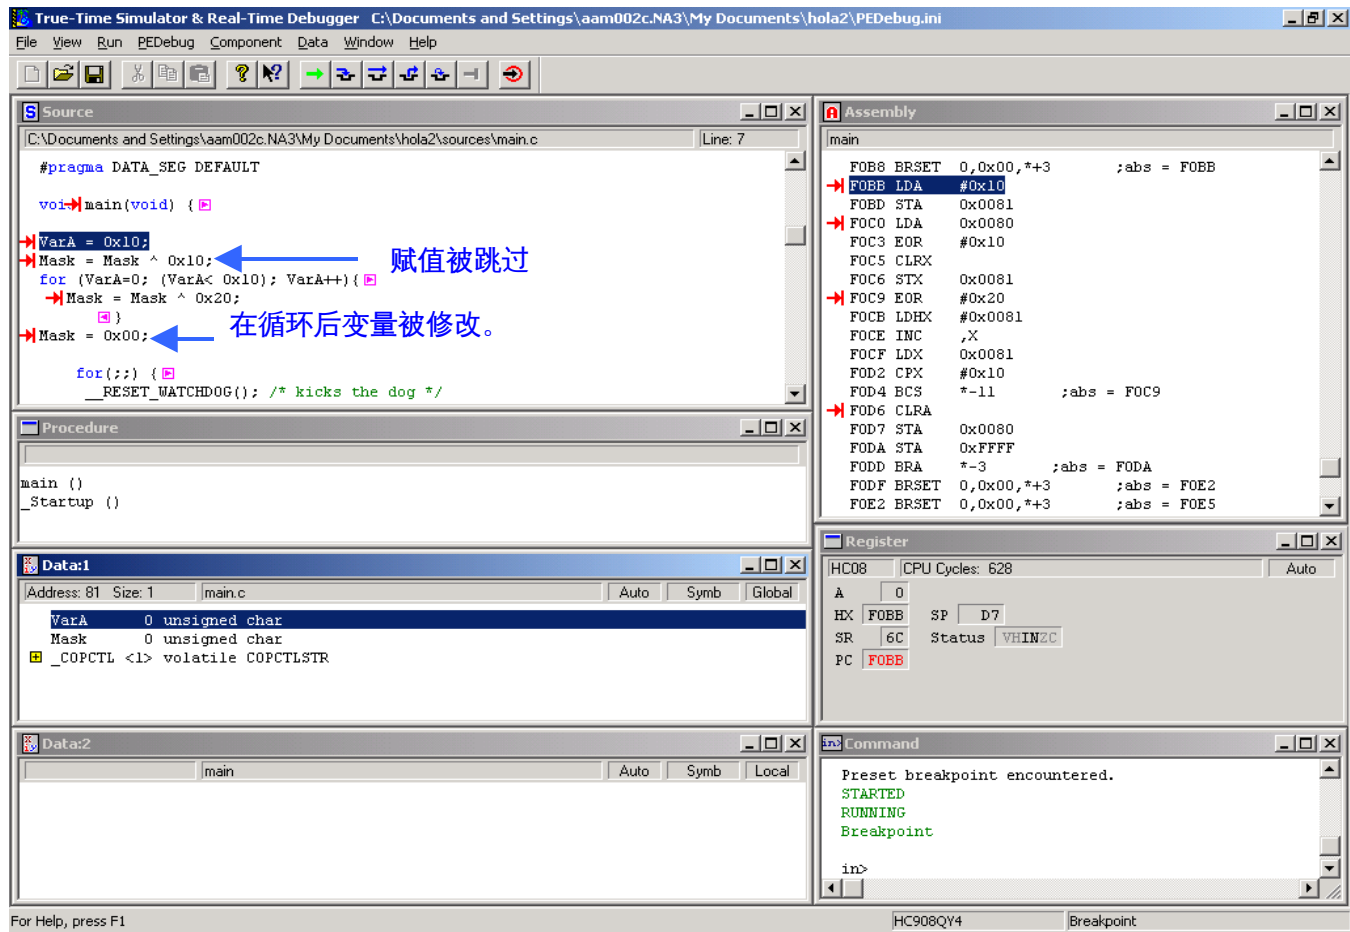 True-Time Simulator & Real-Time Debugger C:\Documents and Settings\aam002c.NA3\My Documents\hola2\PEDebug.ini
File View Run PEDebug Component Data Window Help
Source
C:\Documents and Settings\aam002c.NA3\My Documents\hola2\sources\main.c Line: 7
#pragma DATA_SEG DEFAULT
void main(void) {
VarA = 0x10;
Mask = Mask ^ 0x10;
赋值被跳过
for (VarA=0; (VarA< 0x10); VarA++){
Mask = Mask ^ 0x20;
}
在循环后变量被修改。
Mask = 0x00;
for(;;) {
__RESET_WATCHDOG(); /* kicks the dog */
Procedure
main ()
_Startup ()
Data:1
Address: 81 Size: 1 main.c Auto Symb Global
VarA 0 unsigned char
Mask 0 unsigned char
_COPCTL <1> volatile COPCTLSTR
Data:2
main Auto Symb Local
Assembly
main
F0B8 BRSET 0,0x00,*+3 ;abs = F0BB
F0BB LDA #0x10
F0BD STA 0x0081
F0C0 LDA 0x0080
F0C3 EOR #0x10
F0C5 CLRX
F0C6 STX 0x0081
F0C9 EOR #0x20
F0CB LDHX #0x0081
F0CE INC ,X
F0CF LDX 0x0081
F0D2 CPX #0x10
F0D4 BCS *-11 ;abs = F0C9
F0D6 CLRA
F0D7 STA 0x0080
F0DA STA 0xFFFF
F0DD BRA *-3 ;abs = F0DA
F0DF BRSET 0,0x00,*+3 ;abs = F0E2
F0E2 BRSET 0,0x00,*+3 ;abs = F0E5
Register
HC08 CPU Cycles: 628 Auto
A 0
HX F0BB SP D7
SR 6C Status VHINZC
PC F0BB
Command
Preset breakpoint encountered.
STARTED
RUNNING
Breakpoint
in>
For Help, press F1 HC908QY4 Breakpoint